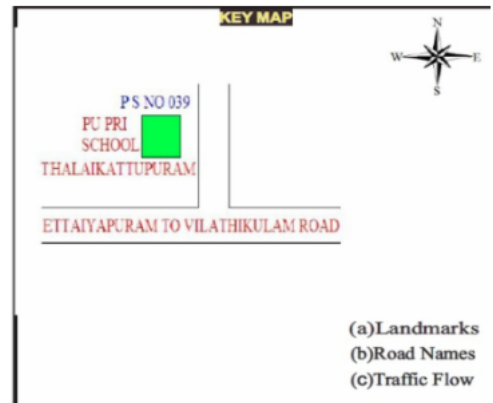 KEY MAP
N
W E
S
P S NO 039
PU PRI
SCHOOL
THALAIKATTUPURAM
ETTAIYAPURAM TO VILATHIKULAM ROAD
(a)Landmarks
(b)Road Names
(c)Traffic Flow